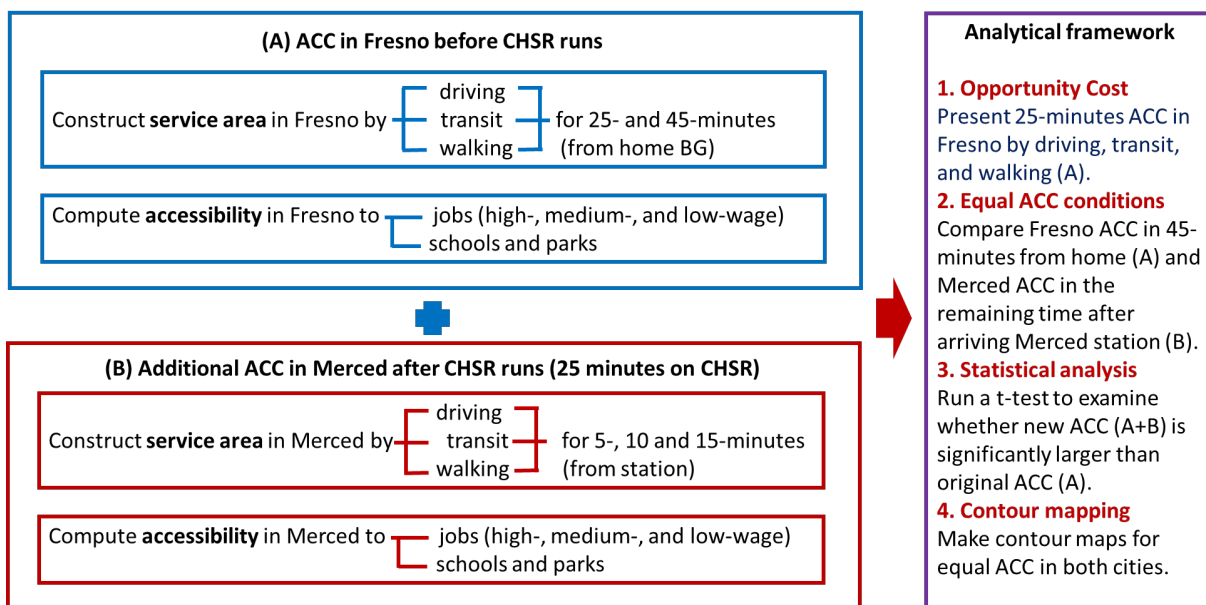 (A) ACC in Fresno before CHSR runs
driving
Construct service area in Fresno by transit for 25- and 45-minutes
walking (from home BG)
Compute accessibility in Fresno to jobs (high-, medium-, and low-wage)
schools and parks
(B) Additional ACC in Merced after CHSR runs (25 minutes on CHSR)
driving
Construct service area in Merced by transit for 5-, 10 and 15-minutes
walking (from station)
Compute accessibility in Merced to jobs (high-, medium-, and low-wage)
schools and parks
Analytical framework
1. Opportunity Cost
Present 25-minutes ACC in
Fresno by driving, transit,
and walking (A).
2. Equal ACC conditions
Compare Fresno ACC in 45-
minutes from home (A) and
Merced ACC in the
remaining time after
arriving Merced station (B).
3. Statistical analysis
Run a t-test to examine
whether new ACC (A+B) is
significantly larger than
original ACC (A).
4. Contour mapping
Make contour maps for
equal ACC in both cities.